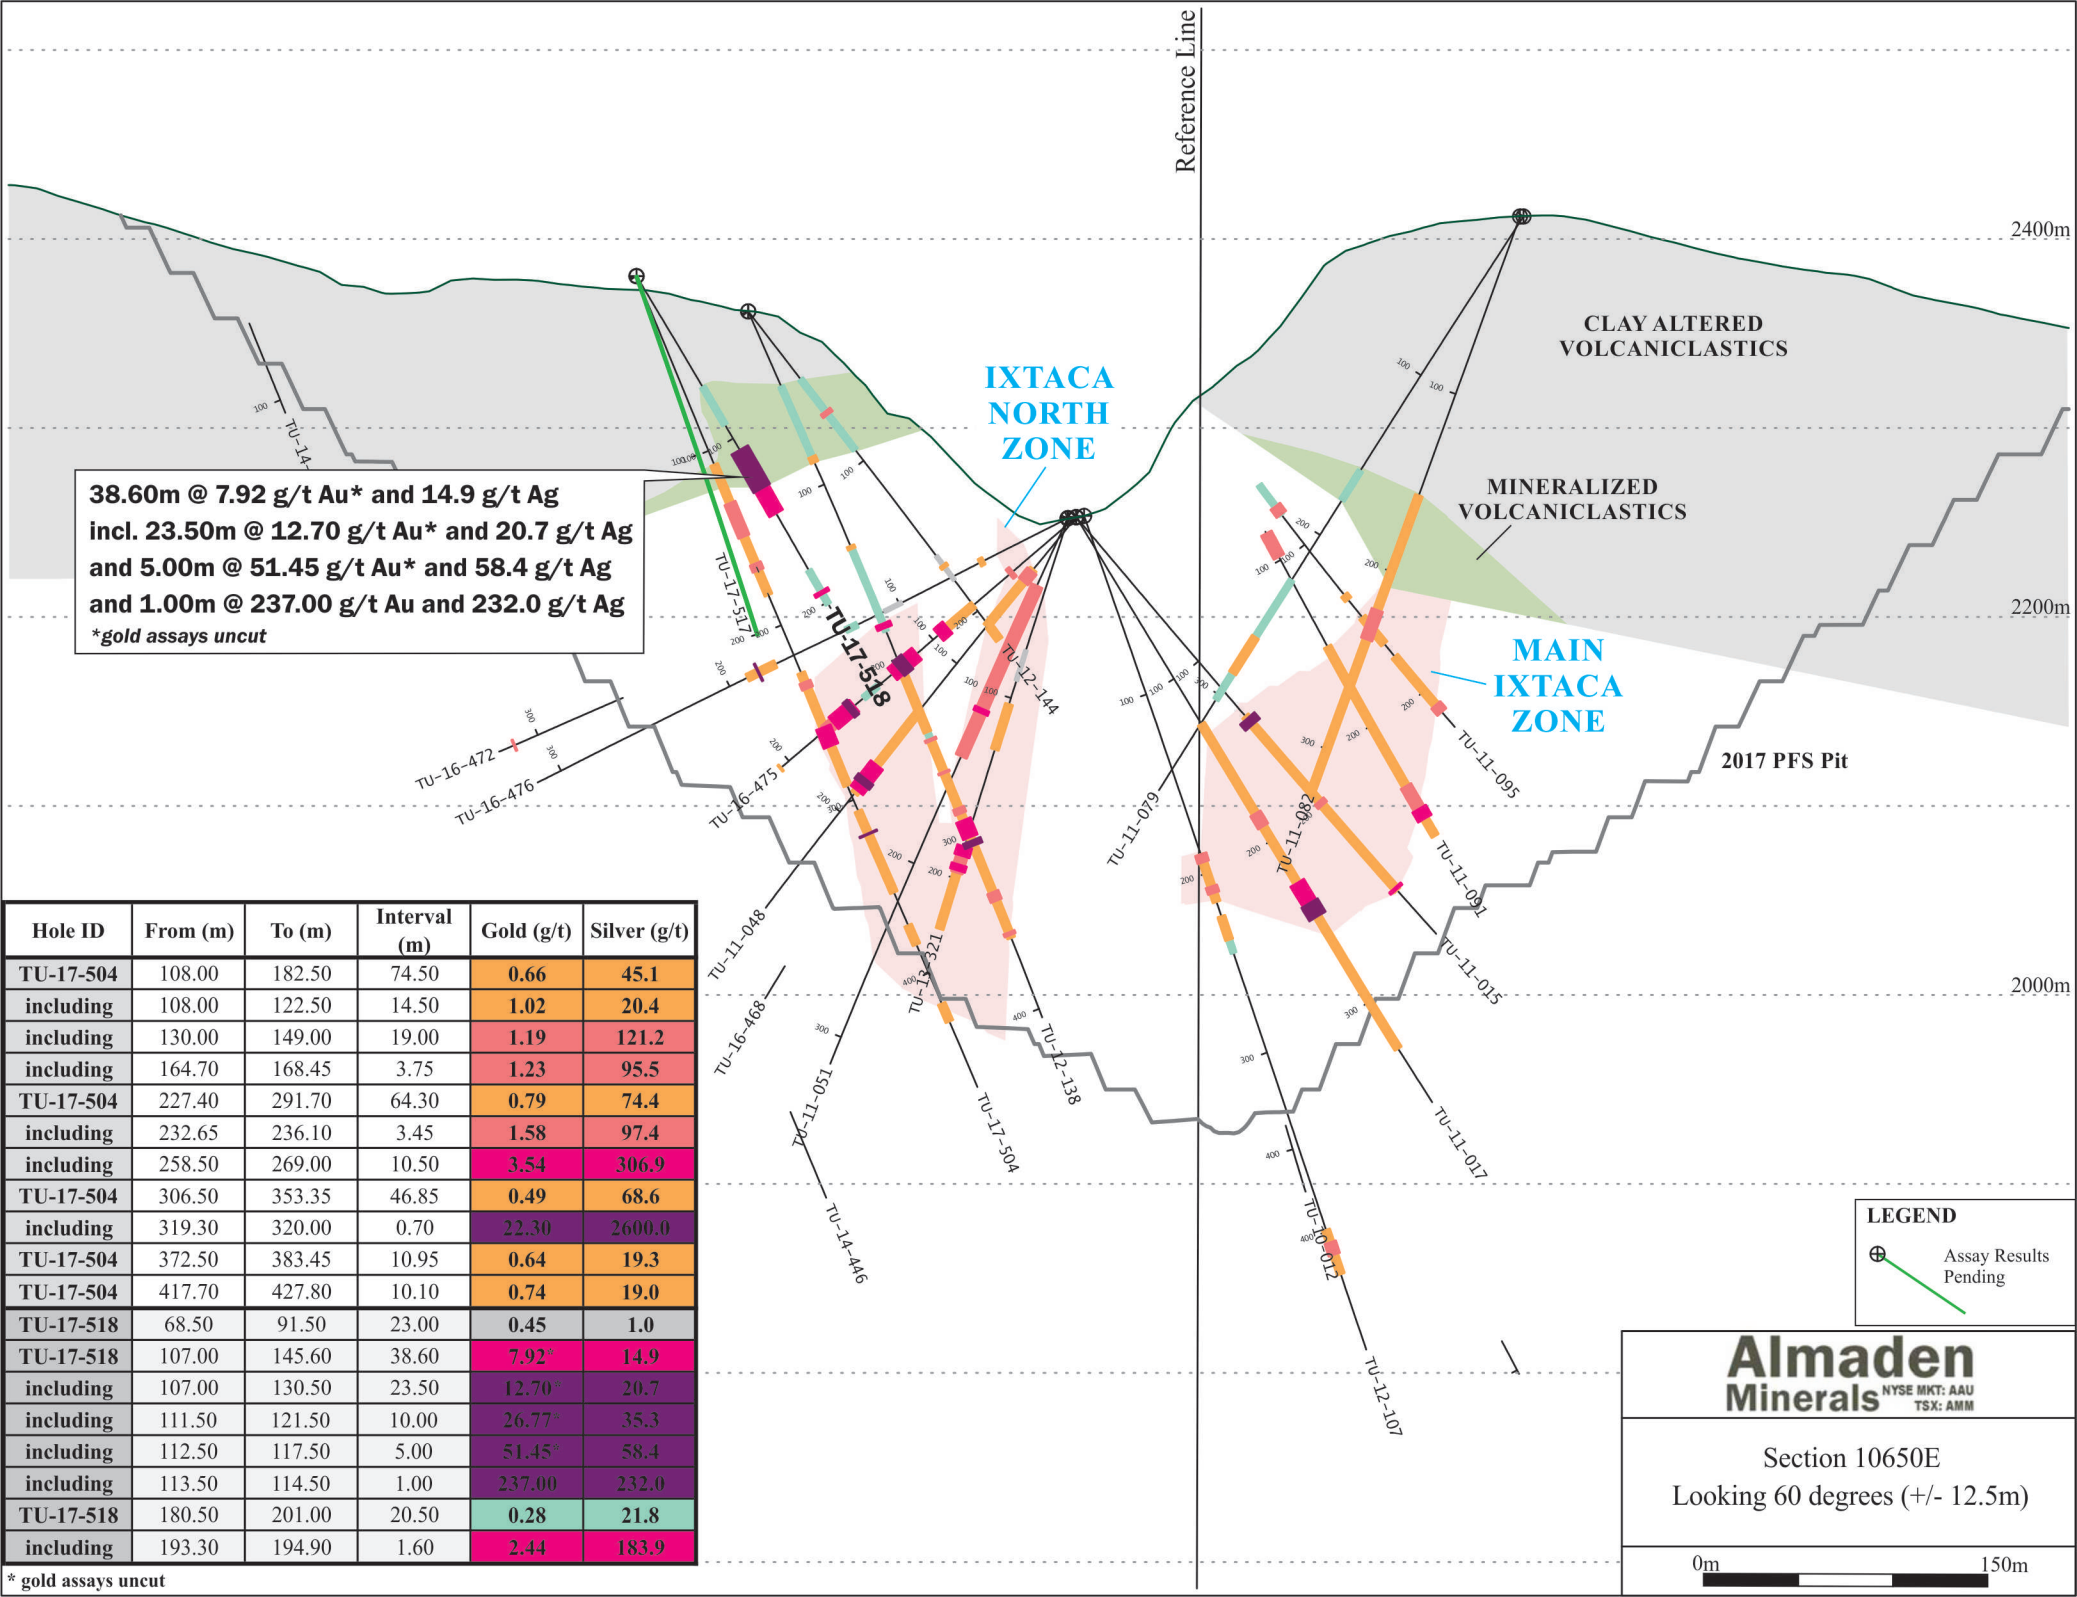 Reference Line
2400m
CLAY ALTERED
VOLCANICLASTICS
IXTACA
NORTH
ZONE
38.60m @ 7.92 g/t Au* and 14.9 g/t Ag
incl. 23.50m @ 12.70 g/t Au* and 20.7 g/t Ag
and 5.00m @ 51.45 g/t Au* and 58.4 g/t Ag
and 1.00m @ 237.00 g/t Au and 232.0 g/t Ag
*gold assays uncut
MINERALIZED
VOLCANICLASTICS
2200m
MAIN
IXTACA
ZONE
2017 PFS Pit
2000m
TU-14-
TU-17-517
TU-17-518
TU-12-144
TU-16-472
TU-16-476
TU-16-475
TU-11-048
TU-16-468
TU-11-051
TU-13-321
TU-12-138
TU-17-504
TU-14-446
TU-11-079
TU-11-082
TU-11-095
TU-11-091
TU-11-015
TU-11-017
TU-10-012
TU-12-107
Hole ID From (m) To (m) Interval (m) Gold (g/t) Silver (g/t)
TU-17-504 108.00 182.50 74.50 0.66 45.1
including 108.00 122.50 14.50 1.02 20.4
including 130.00 149.00 19.00 1.19 121.2
including 164.70 168.45 3.75 1.23 95.5
TU-17-504 227.40 291.70 64.30 0.79 74.4
including 232.65 236.10 3.45 1.58 97.4
including 258.50 269.00 10.50 3.54 306.9
TU-17-504 306.50 353.35 46.85 0.49 68.6
including 319.30 320.00 0.70 22.30 2600.0
TU-17-504 372.50 383.45 10.95 0.64 19.3
TU-17-504 417.70 427.80 10.10 0.74 19.0
TU-17-518 68.50 91.50 23.00 0.45 1.0
TU-17-518 107.00 145.60 38.60 7.92* 14.9
including 107.00 130.50 23.50 12.70* 20.7
including 111.50 121.50 10.00 26.77* 35.3
including 112.50 117.50 5.00 51.45* 58.4
including 113.50 114.50 1.00 237.00 232.0
TU-17-518 180.50 201.00 20.50 0.28 21.8
including 193.30 194.90 1.60 2.44 183.9
* gold assays uncut
LEGEND
Assay Results
Pending
Almaden
Minerals NYSE MKT: AAU
TSX: AMM
Section 10650E
Looking 60 degrees (+/- 12.5m)
0m 150m